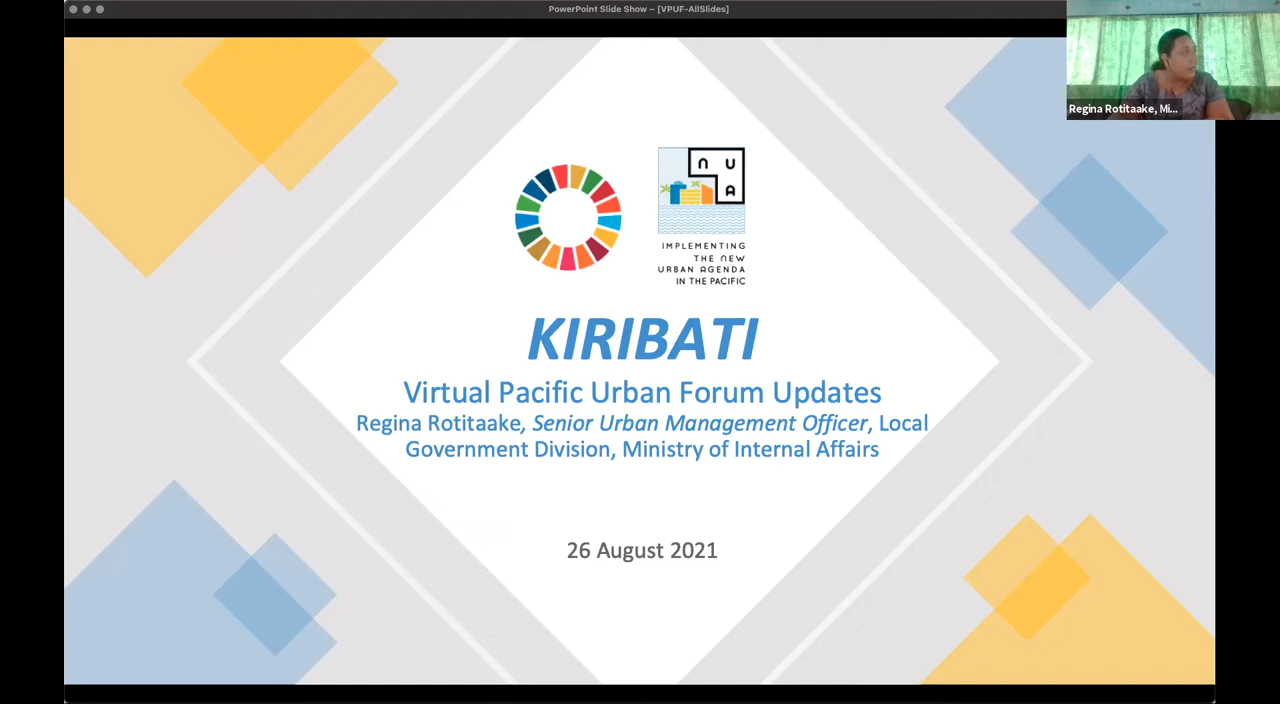 PowerPoint Slide Show – [VPUF-AllSlides]
Regina Rotitaake, Mi...
NUA
IMPLEMENTING
THE NEW
URBAN AGENDA
IN THE PACIFIC
KIRIBATI
Virtual Pacific Urban Forum Updates
Regina Rotitaake, Senior Urban Management Officer, Local
Government Division, Ministry of Internal Affairs
26 August 2021